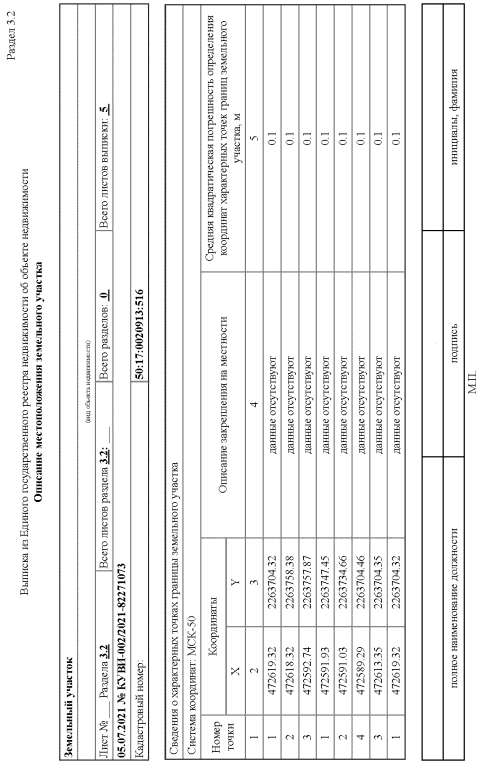 Раздел 3.2
Выписка из Единого государственного реестра недвижимости об объекте недвижимости
Описание местоположения земельного участка
Земельный участок
(вид объекта недвижимости)
Лист № ___ Раздела 3.2 Всего листов раздела 3.2: ___ Всего разделов: 0 Всего листов выписки: 5
05.07.2021 № КУВИ-002/2021-82271073
Кадастровый номер: 50:17:0020913:516
Сведения о характерных точках границы земельного участка
Система координат: МСК-50
Номер точки Координаты Описание закрепления на местности Средняя квадратическая погрешность определения координат характерных точек границ земельного участка, м
X Y
1 2 3 4 5
1 472619.32 2263704.32 данные отсутствуют 0.1
2 472618.32 2263758.38 данные отсутствуют 0.1
3 472592.74 2263757.87 данные отсутствуют 0.1
1 472591.93 2263747.45 данные отсутствуют 0.1
2 472591.03 2263734.66 данные отсутствуют 0.1
4 472589.29 2263704.46 данные отсутствуют 0.1
3 472613.35 2263704.35 данные отсутствуют 0.1
1 472619.32 2263704.32 данные отсутствуют 0.1
полное наименование должности подпись инициалы, фамилия
М.П.